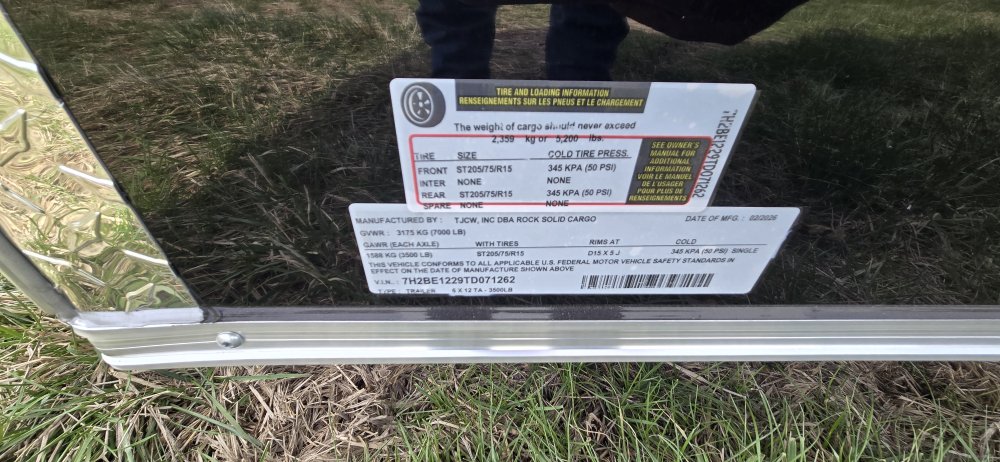 TIRE AND LOADING INFORMATION
RENSEIGNEMENTS SUR LES PNEUS ET LE CHARGEMENT
The weight of cargo should never exceed
2,359 kg or 5,200 lbs.
TIRE SIZE COLD TIRE PRESS.
FRONT ST205/75/R15 345 KPA (50 PSI)
INTER NONE NONE
REAR ST205/75/R15 345 KPA (50 PSI)
SPARE NONE NONE
SEE OWNER'S
MANUAL FOR
ADDITIONAL
INFORMATION
VOIR LE MANUEL
DE L'USAGER
POUR PLUS DE
RENSEIGNEMENTS
7H2BE1229TD071262
MANUFACTURED BY : TJCW, INC DBA ROCK SOLID CARGO DATE OF MFG. : 02/2026
GVWR : 3175 KG (7000 LB)
GAWR (EACH AXLE) WITH TIRES RIMS AT COLD
1588 KG (3500 LB) ST205/75/R15 D15 X 5 J 345 KPA (50 PSI) SINGLE
THIS VEHICLE CONFORMS TO ALL APPLICABLE U.S. FEDERAL MOTOR VEHICLE SAFETY STANDARDS IN
EFFECT ON THE DATE OF MANUFACTURE SHOWN ABOVE
V.I.N. : 7H2BE1229TD071262
TYPE : TRAILER 6 X 12 TA - 3500LB